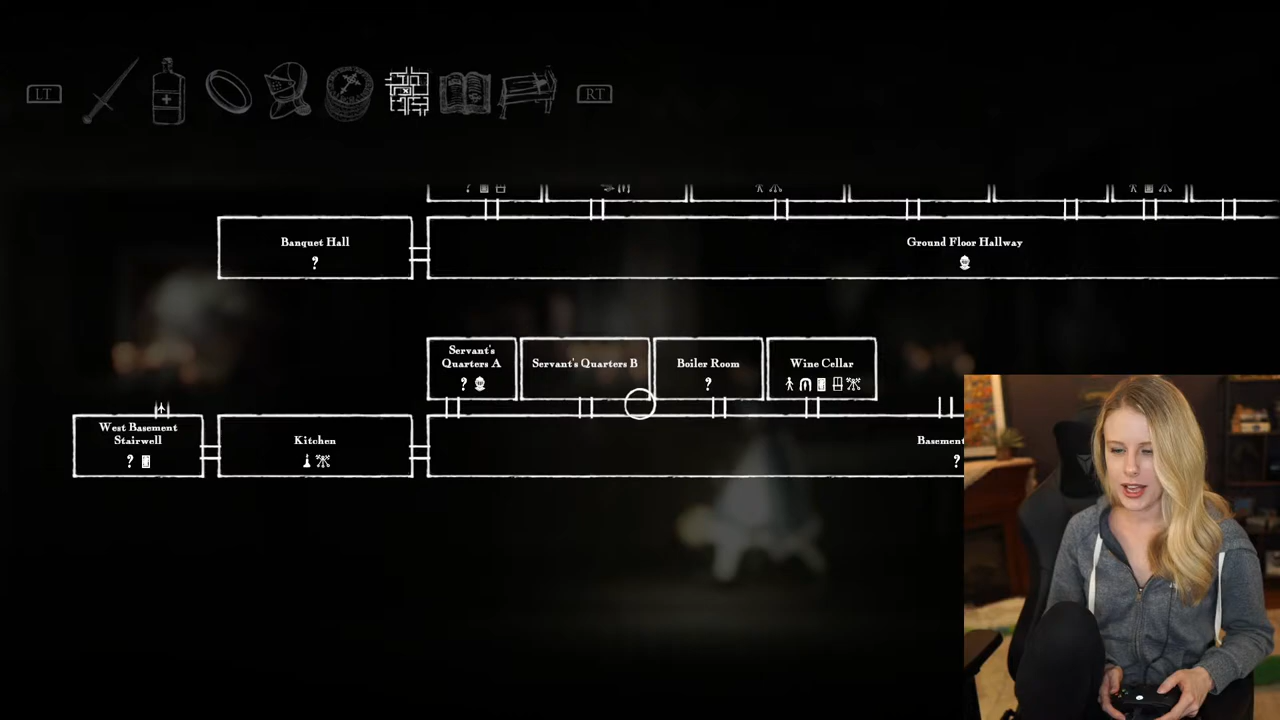 LT
RT
?
Banquet Hall
?
Ground Floor Hallway
Servant's
Quarters A
?
Servant's Quarters B
Boiler Room
?
Wine Cellar
West Basement
Stairwell
?
Kitchen
Basement
?